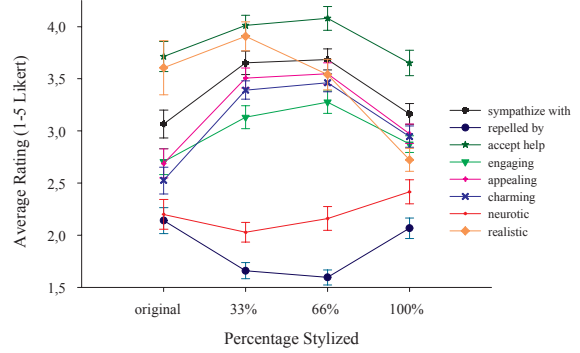 Average Rating (1-5 Likert)
4,0
3,5
3,0
2,5
2,0
1,5
original 33% 66% 100%
Percentage Stylized
sympathize with
repelled by
accept help
engaging
appealing
charming
neurotic
realistic